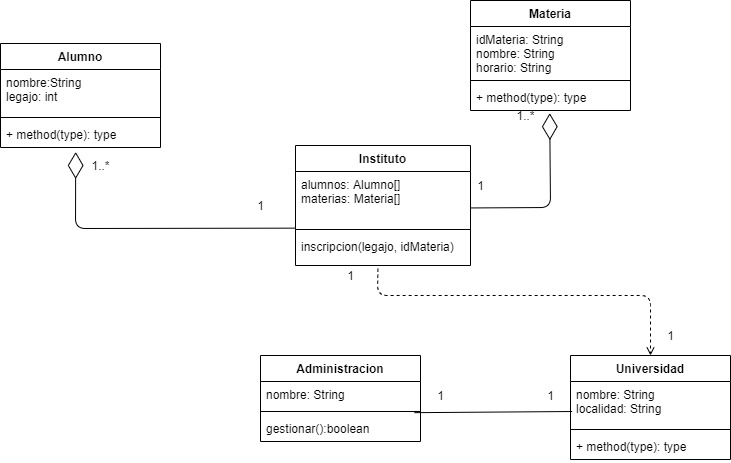 Materia
idMateria: String
nombre: String
horario: String
+ method(type): type
1..*
Alumno
nombre:String
legajo: int
+ method(type): type
1..*
1
Instituto
alumnos: Alumno[]
materias: Materia[]
inscripcion(legajo, idMateria)
1
1
1
Administracion
nombre: String
gestionar():boolean
1
1
Universidad
nombre: String
localidad: String
+ method(type): type